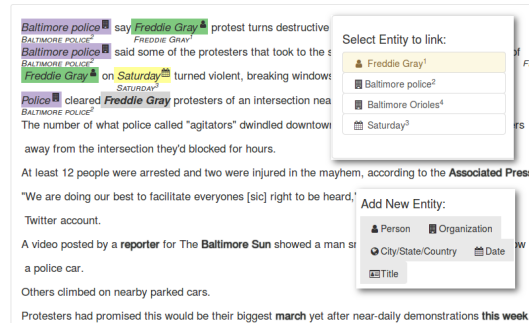 Baltimore police say Freddie Gray protest turns destructive
BALTIMORE POLICE2 FREDDIE GRAY1
Baltimore police said some of the protesters that took to the s of
BALTIMORE POLICE2
Freddie Gray on Saturday turned violent, breaking windows
SATURDAY3
Police cleared Freddie Gray protesters of an intersection nea
BALTIMORE POLICE2
The number of what police called "agitators" dwindled downtow ers
away from the intersection they'd blocked for hours.
At least 12 people were arrested and two were injured in the mayhem, according to the Associated Pres
"We are doing our best to facilitate everyones [sic] right to be heard,"
Twitter account.
A video posted by a reporter for The Baltimore Sun showed a man sm ow
a police car.
Others climbed on nearby parked cars.
Protesters had promised this would be their biggest march yet after near-daily demonstrations this week
Select Entity to link:
Freddie Gray1
Baltimore police2
Baltimore Orioles4
Saturday3
Add New Entity:
Person Organization
City/State/Country Date
Title